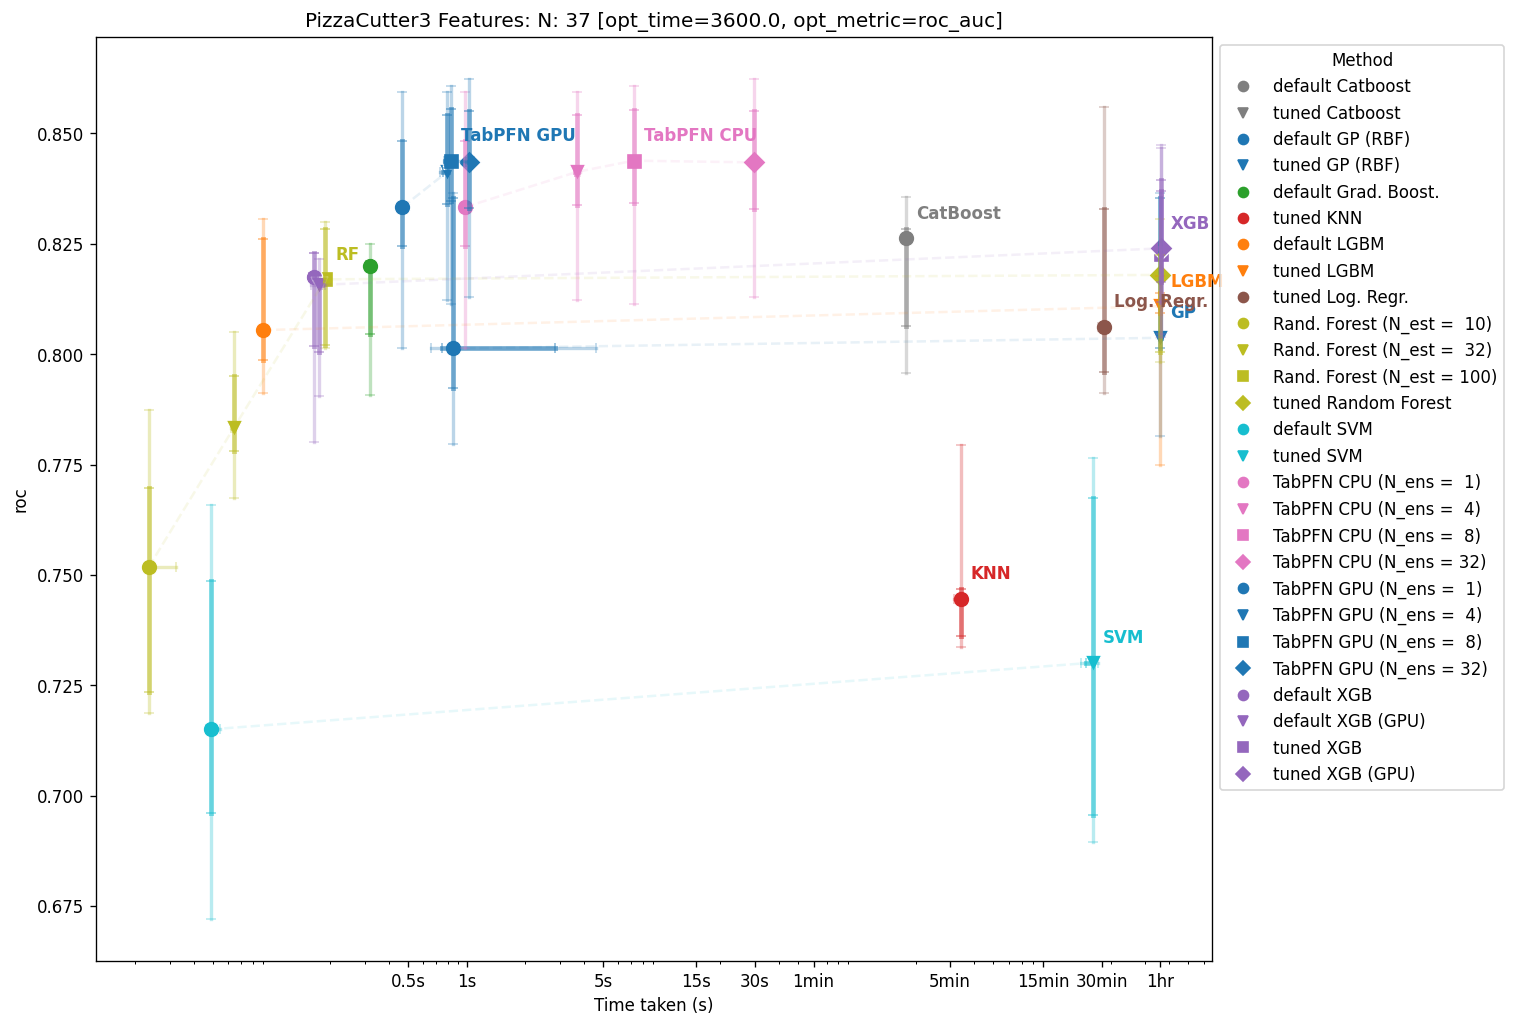 PizzaCutter3 Features: N: 37 [opt_time=3600.0, opt_metric=roc_auc]
roc
0.850
0.825
0.800
0.775
0.750
0.725
0.700
0.675
TabPFN GPU
TabPFN CPU
CatBoost
XGB
RF
LGBM
Log. Regr.
GP
KNN
SVM
0.5s
1s
5s
15s
30s
1min
5min
15min
30min
1hr
Time taken (s)
Method
default Catboost
tuned Catboost
default GP (RBF)
tuned GP (RBF)
default Grad. Boost.
tuned KNN
default LGBM
tuned LGBM
tuned Log. Regr.
Rand. Forest (N_est =  10)
Rand. Forest (N_est =  32)
Rand. Forest (N_est = 100)
tuned Random Forest
default SVM
tuned SVM
TabPFN CPU (N_ens =  1)
TabPFN CPU (N_ens =  4)
TabPFN CPU (N_ens =  8)
TabPFN CPU (N_ens = 32)
TabPFN GPU (N_ens =  1)
TabPFN GPU (N_ens =  4)
TabPFN GPU (N_ens =  8)
TabPFN GPU (N_ens = 32)
default XGB
default XGB (GPU)
tuned XGB
tuned XGB (GPU)